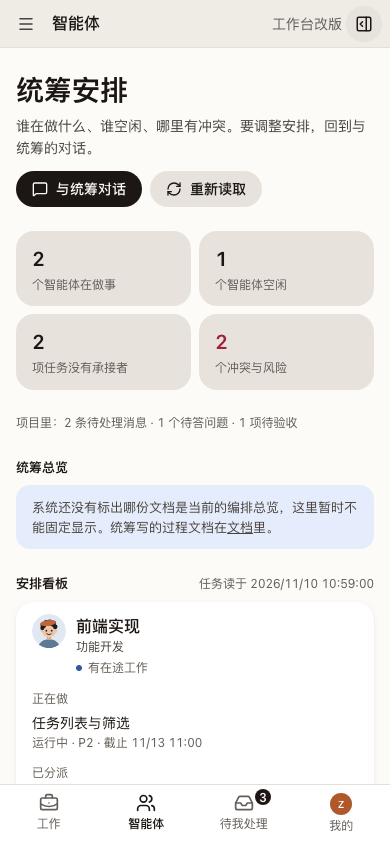 智能体
工作台改版
统筹安排
谁在做什么、谁空闲、哪里有冲突。要调整安排，回到与
统筹的对话。
与统筹对话
重新读取
2
个智能体在做事
1
个智能体空闲
2
项任务没有承接者
2
个冲突与风险
项目里：2 条待处理消息 · 1 个待答问题 · 1 项待验收
统筹总览
系统还没有标出哪份文档是当前的编排总览，这里暂时不
能固定显示。统筹写的过程文档在文档里。
安排看板
任务读于 2026/11/10 10:59:00
前端实现
功能开发
有在途工作
正在做
任务列表与筛选
运行中 · P2 · 截止 11/13 11:00
已分派
工作
智能体
3
待我处理
Z
我的